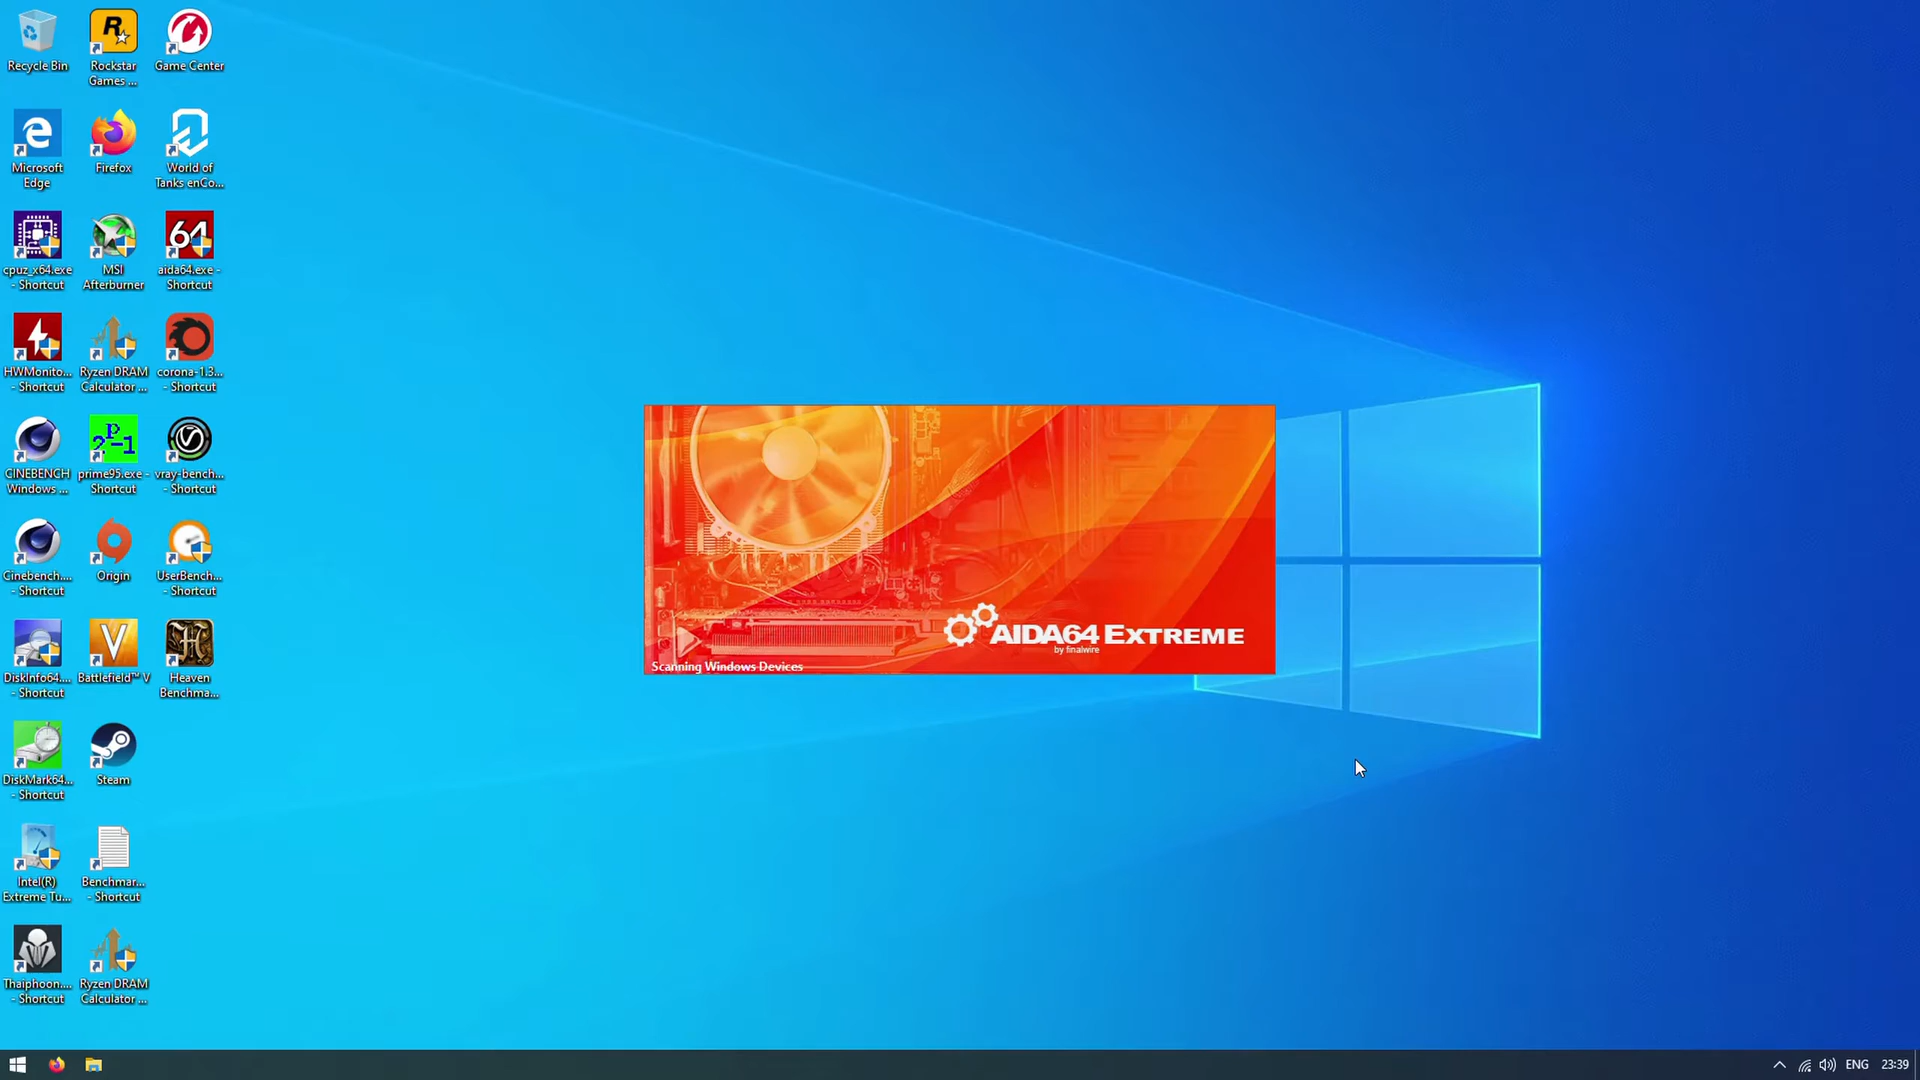 Recycle Bin
Rockstar
Games ...
Game Center
Microsoft
Edge
Firefox
World of
Tanks enCo...
cpuz_x64.exe
- Shortcut
MSI
Afterburner
64
aida64.exe -
Shortcut
HWMonito...
- Shortcut
Ryzen DRAM
Calculator ...
corona-1.3...
- Shortcut
CINEBENCH
Windows ...
prime95.exe -
Shortcut
vray-bench...
- Shortcut
Cinebench....
- Shortcut
Origin
UserBench...
- Shortcut
DiskInfo64....
- Shortcut
Battlefield™ V
Heaven
Benchma...
DiskMark64...
- Shortcut
Steam
Intel(R)
Extreme Tu...
Benchmar...
- Shortcut
Thaiphoon....
- Shortcut
Ryzen DRAM
Calculator ...
AIDA64 EXTREME
by finalwire
Scanning Windows Devices
ENG
23:39